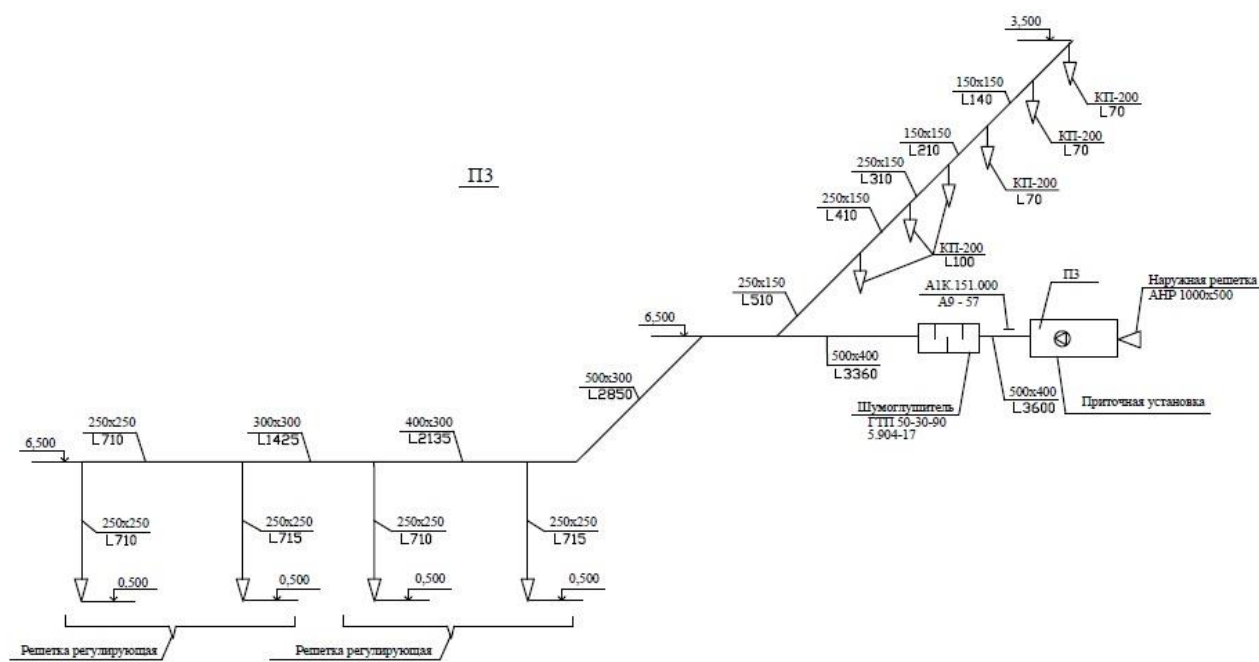 3,500
150x150
L140
КП-200
L70
150x150
L210
КП-200
L70
П3
250x150
L310
КП-200
L70
250x150
L410
КП-200
L100
250x150
L510
А1К.151.000
А9 - 57
П3
Наружная решетка
АНР 1000x500
6,500
500x400
L3360
500x300
L2850
Шумоглушитель
ГТП 50-30-90
5.904-17
500x400
L3600
Приточная установка
6,500
250x250
L710
300x300
L1425
400x300
L2135
250x250
L710
250x250
L715
250x250
L710
250x250
L715
0,500
0,500
0,500
0,500
Решетка регулирующая
Решетка регулирующая